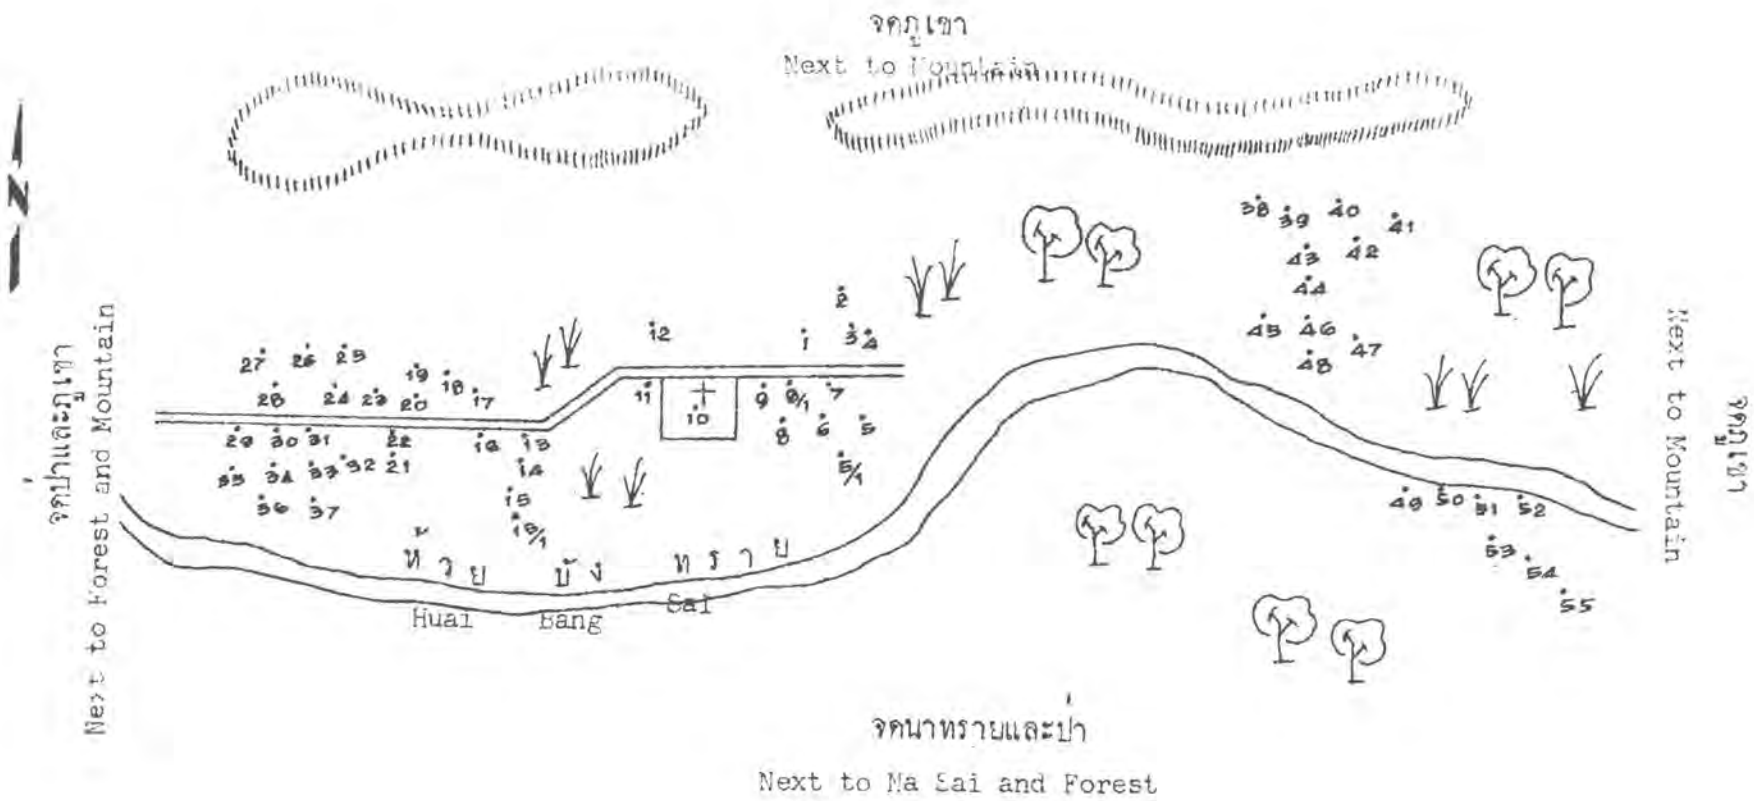 จดภูเขา
Next to Mountain
N
38 39 40 41
43 42
44
45 46 47
48
2
1 3 4
12
27 26 25 19 18
28 24 23 20 17
11 10 9 9/1 7
8 6 5
5/1
29 30 31 22 16 13
35 34 33 32 21 14
36 37 15
15/1
49 50 51 52
53
54
55
ห้วย บ้ง ทราย
Huai Bang Sai
จดป่าและภูเขา
Next to Forest and Mountain
Next to Mountain
จดภูเขา
จดนาทรายและป่า
Next to Na Sai and Forest